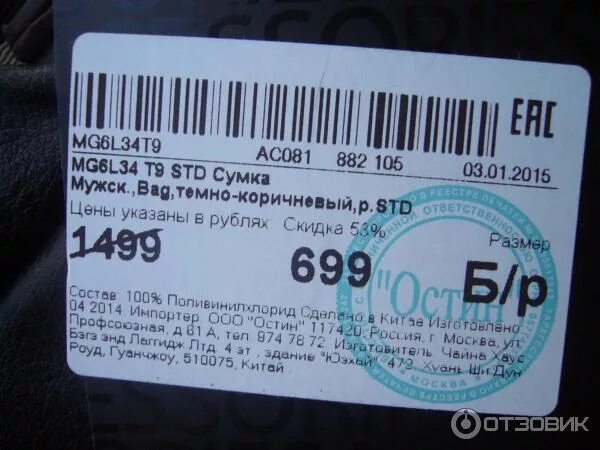 ESSORIES
EAC
MG6L34T9 AC081 882 105 03.01.2015
MG6L34 T9 STD Сумка
Мужск.,Bag,темно-коричневый,р.STD
Цены указаны в рублях Скидка 53%
Размер
1499 699 Б/р
"Остин"
МОСКВА
Состав: 100% Поливинилхлорид Сделано в Китае Изготовлено:
04.2014 Импортер: ООО "Остин" 117420, Россия, г. Москва, ул.
Профсоюзная, д.61 А, тел. 974 78 72 Изготовитель Чайна Хаус
Бэгз энд Лаггидж Лтд. 4 эт., здание "Юэхай" 472, Хуань Ши Дун
Роуд, Гуанчжоу, 510075, Китай
ОТЗОВИК